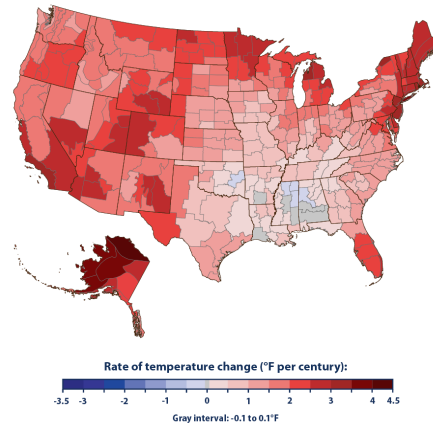 Rate of temperature change (°F per century):
-3.5 -3 -2 -1 0 1 2 3 4 4.5
Gray interval: -0.1 to 0.1°F